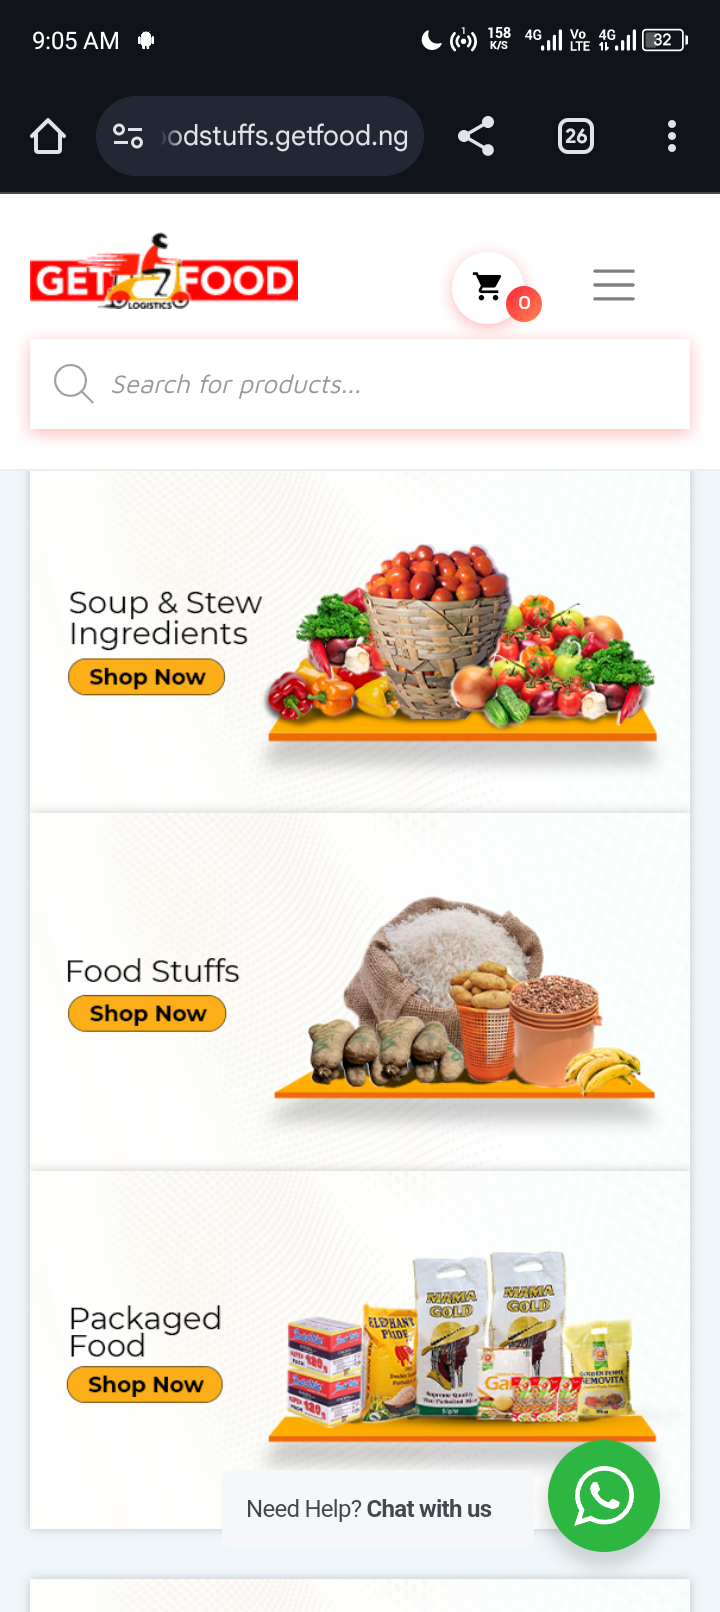 9:05 AM
158
K/S
4G
Vo
LTE
4G
32
odstuffs.getfood.ng
26
GET FOOD
LOGISTICS
0
Search for products...
Soup & Stew
Ingredients
Shop Now
Food Stuffs
Shop Now
Packaged
Food
Shop Now
MAMA
GOLD
MAMA
GOLD
ELEPHANT
PRIDE
GOLDEN PENNY
SEMOVITA
Supreme Quality
Need Help? Chat with us